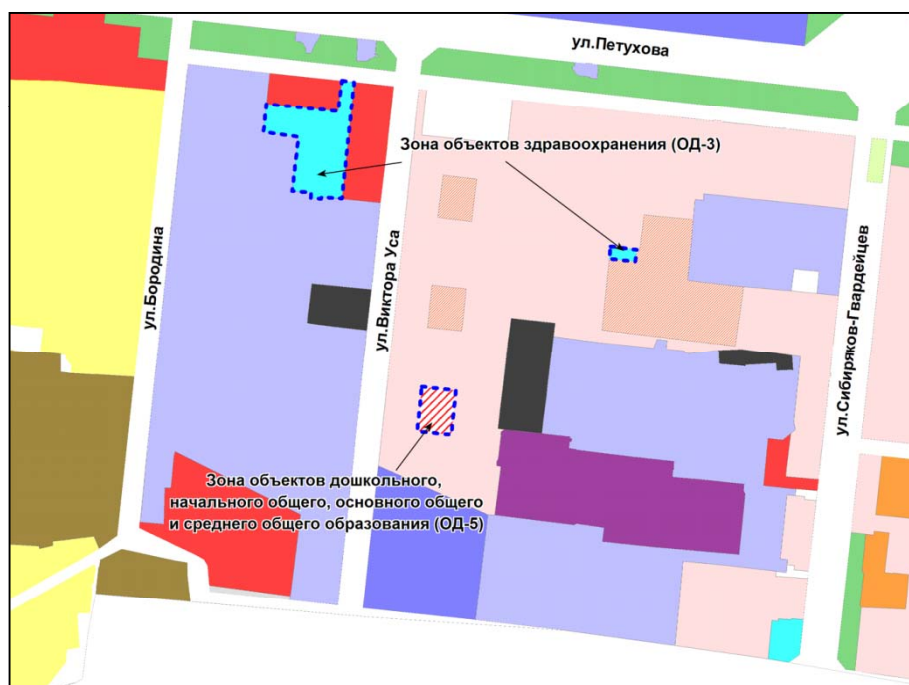 ул.Петухова
Зона объектов здравоохранения (ОД-3)
ул.Бородина
ул.Виктора Уса
ул.Сибиряков-Гвардейцев
Зона объектов дошкольного,
начального общего, основного общего
и среднего общего образования (ОД-5)